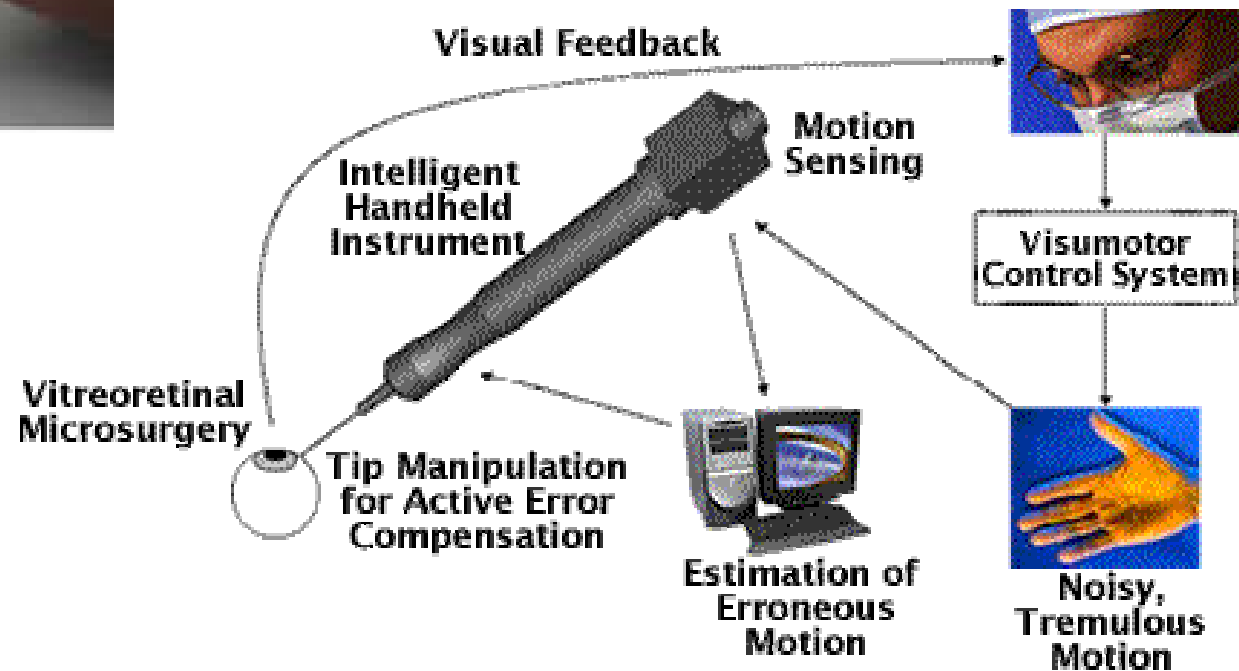 Visual Feedback
Motion
Sensing
Intelligent
Handheld
Instrument
Visumotor
Control System
Vitreoretinal
Microsurgery
Tip Manipulation
for Active Error
Compensation
Estimation of
Erroneous
Motion
Noisy,
Tremulous
Motion